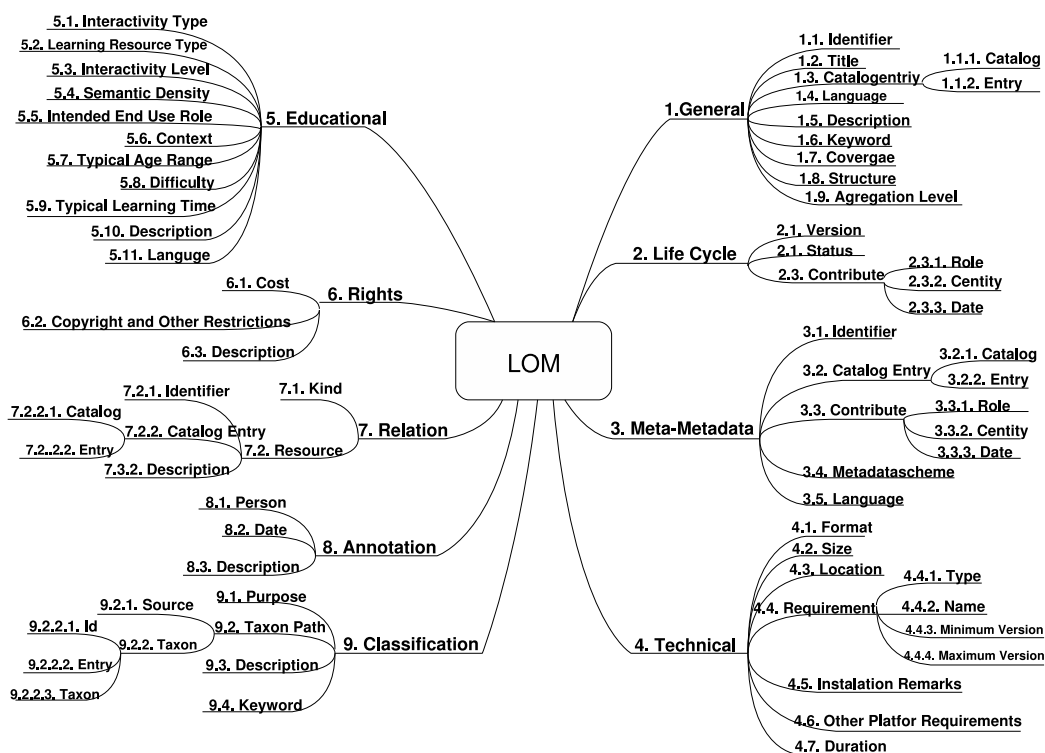 LOM
1.General
1.1. Identifier
1.2. Title
1.3. Catalogentriy
1.1.1. Catalog
1.1.2. Entry
1.4. Language
1.5. Description
1.6. Keyword
1.7. Covergae
1.8. Structure
1.9. Agregation Level
2. Life Cycle
2.1. Version
2.1. Status
2.3. Contribute
2.3.1. Role
2.3.2. Centity
2.3.3. Date
3. Meta-Metadata
3.1. Identifier
3.2. Catalog Entry
3.2.1. Catalog
3.2.2. Entry
3.3. Contribute
3.3.1. Role
3.3.2. Centity
3.3.3. Date
3.4. Metadatascheme
3.5. Language
4. Technical
4.1. Format
4.2. Size
4.3. Location
4.4. Requirement
4.4.1. Type
4.4.2. Name
4.4.3. Minimum Version
4.4.4. Maximum Version
4.5. Instalation Remarks
4.6. Other Platfor Requirements
4.7. Duration
5. Educational
5.1. Interactivity Type
5.2. Learning Resource Type
5.3. Interactivity Level
5.4. Semantic Density
5.5. Intended End Use Role
5.6. Context
5.7. Typical Age Range
5.8. Difficulty
5.9. Typical Learning Time
5.10. Description
5.11. Languge
6. Rights
6.1. Cost
6.2. Copyright and Other Restrictions
6.3. Description
7. Relation
7.1. Kind
7.2. Resource
7.2.1. Identifier
7.2.2. Catalog Entry
7.2.2.1. Catalog
7.2..2.2. Entry
7.3.2. Description
8. Annotation
8.1. Person
8.2. Date
8.3. Description
9. Classification
9.1. Purpose
9.2. Taxon Path
9.2.1. Source
9.2.2. Taxon
9.2.2.1. Id
9.2.2.2. Entry
9.2.2.3. Taxon
9.3. Description
9.4. Keyword